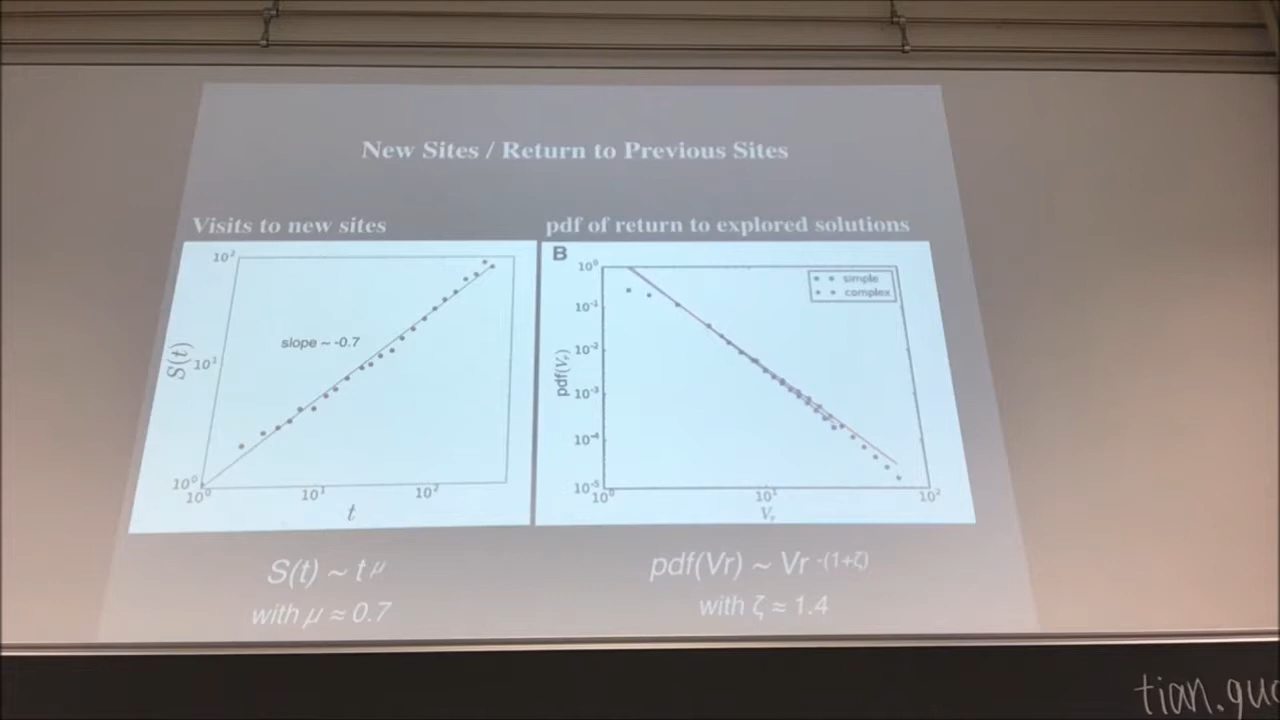 New Sites / Return to Previous Sites
Visits to new sites
pdf of return to explored solutions
10²
slope ~ -0.7
S(t)
10¹
10⁰
10⁰
10¹
10²
t
B
simple
complex
10⁰
10⁻¹
10⁻²
pdf(Vᵣ)
10⁻³
10⁻⁴
10⁻⁵
10⁰
10¹
10²
Vᵣ
S(t) ~ t^μ
with μ ≈ 0.7
pdf(Vr) ~ Vr -(1+ζ)
with ζ ≈ 1.4
tian.guo